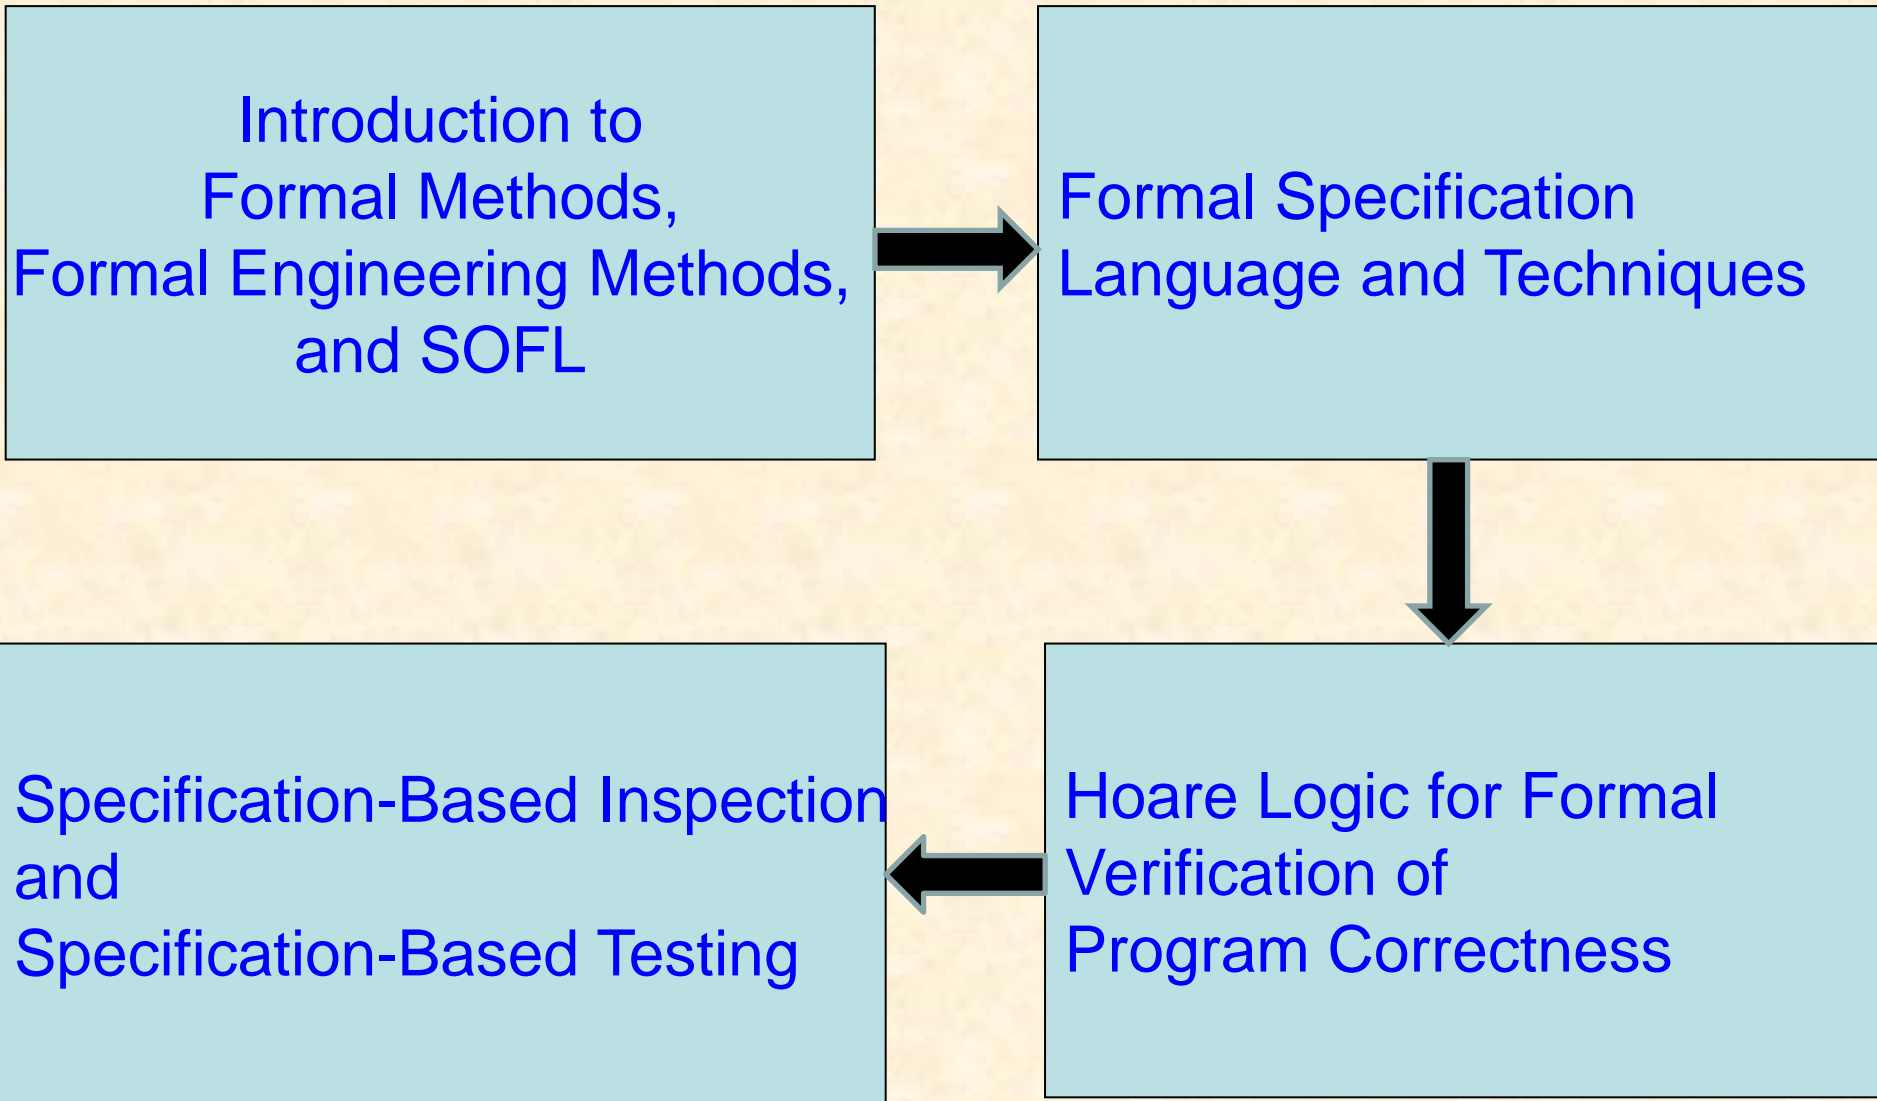 Introduction to
Formal Methods,
Formal Engineering Methods,
and SOFL
Formal Specification
Language and Techniques
Hoare Logic for Formal
Verification of
Program Correctness
Specification-Based Inspection
and
Specification-Based Testing